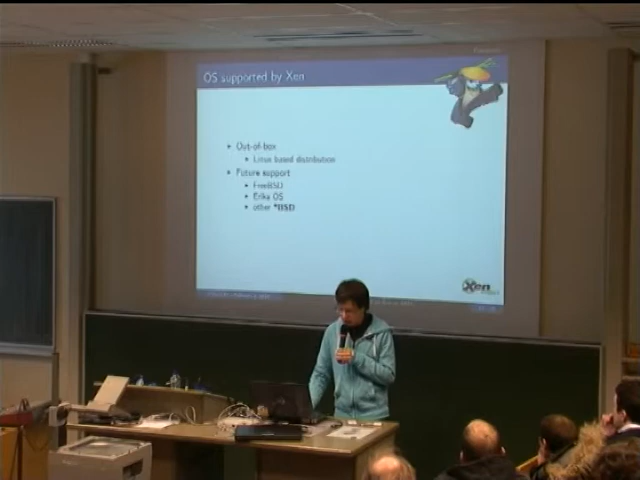 OS supported by Xen
Out-of-box
Linux based distribution
Future support
FreeBSD
Erika OS
other *BSD
Xen